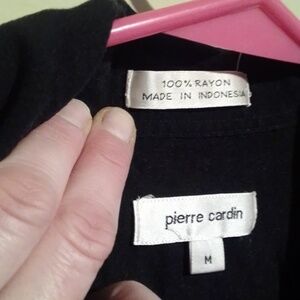 100% RAYON
MADE IN INDONESIA
pierre cardin
M